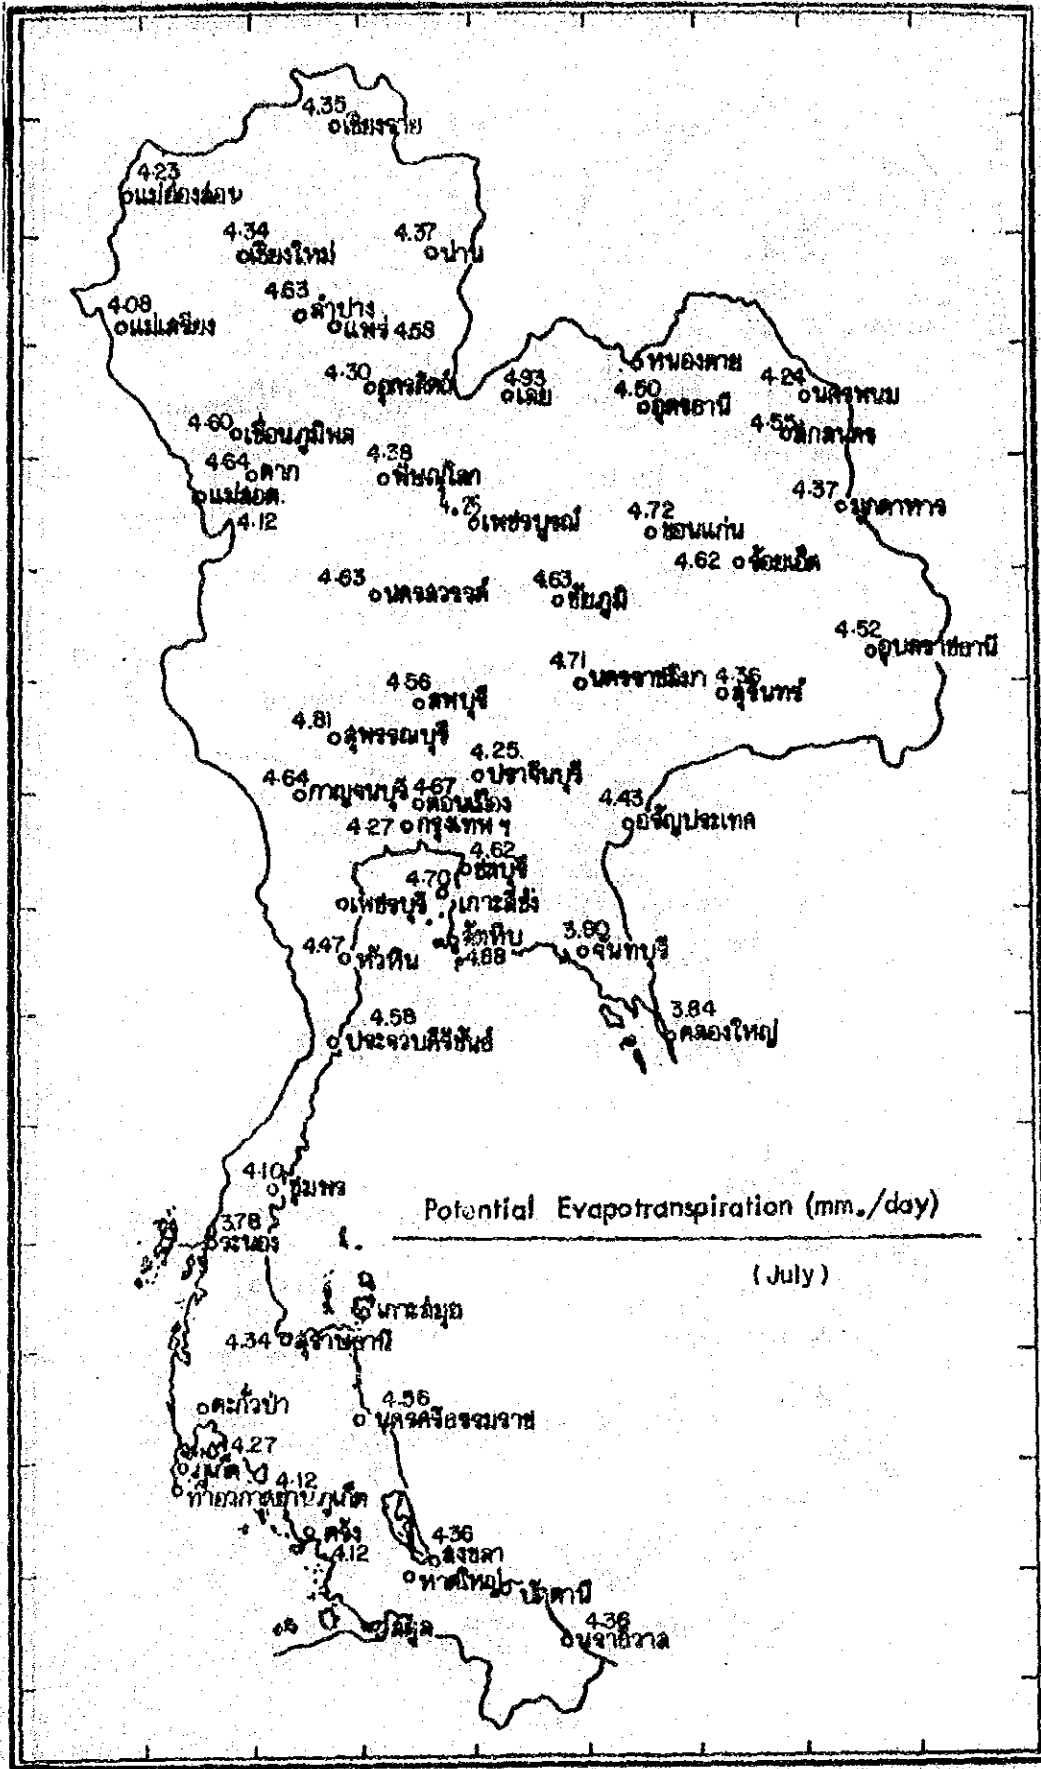 4.35
เชียงราย
4.23
แม่ฮ่องสอน
4.34
เชียงใหม่
4.37
น่าน
4.63
ลำปาง
4.08
แม่เสรียง
แพร่ 4.58
4.30
อุตรดิตถ์
4.93
เลย
หนองคาย
4.50
อุดรธานี
4.24
นครพนม
4.55
สกลนคร
4.60
เขื่อนภูมิพล
4.64
ตาก
แม่สอด
4.12
4.38
พิษณุโลก
4.25
เพชรบูรณ์
4.72
ขอนแก่น
4.37
มุกดาหาร
4.62 ร้อยเอ็ด
4.63
นครสวรรค์
4.63
ชัยภูมิ
4.52
อุบลราชธานี
4.71
นครราชสีมา
4.36
สุรินทร์
4.56
ลพบุรี
4.81
สุพรรณบุรี
4.25
ปราจีนบุรี
4.64
กาญจนบุรี
4.67
ดอนเมือง
4.27 กรุงเทพ ฯ
4.43
อรัญประเทศ
4.62
ชลบุรี
4.70
เกาะสีชัง
เพชรบุรี
สัตหีบ
4.88
3.80
จันทบุรี
4.47
หัวหิน
3.84
คลองใหญ่
4.58
ประจวบคีรีขันธ์
4.10
ชุมพร
Potential Evapotranspiration (mm./day)
(July)
3.78
ระนอง
เกาะสมุย
4.34 สุราษธานี
ตะกั่วป่า
4.56
นครศรีธรรมราช
4.27
ภูเก็ต
4.12
ท่าอากาศยานภูเก็ต
ตรัง
4.12
4.36
สงขลา
หาดใหญ่
ปัตตานี
สตูล
4.36
นราธิวาส